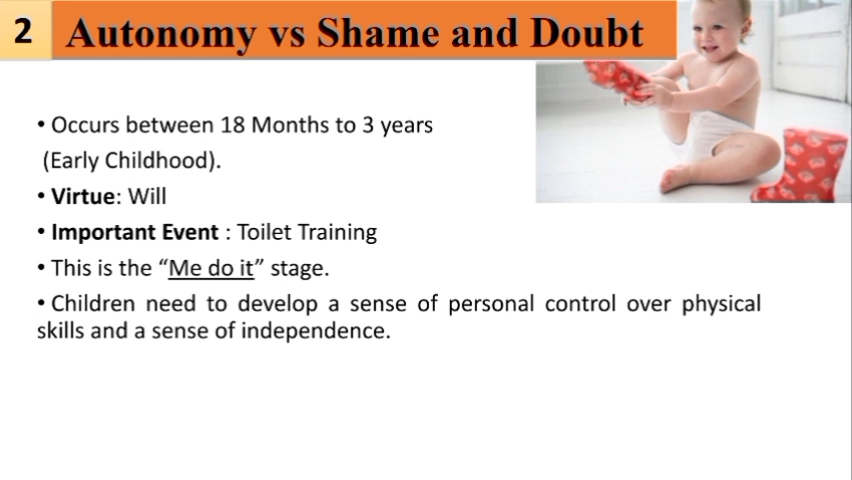 2
Autonomy vs Shame and Doubt
• Occurs between 18 Months to 3 years
(Early Childhood).
• Virtue: Will
• Important Event : Toilet Training
• This is the “Me do it” stage.
• Children need to develop a sense of personal control over physical
skills and a sense of independence.